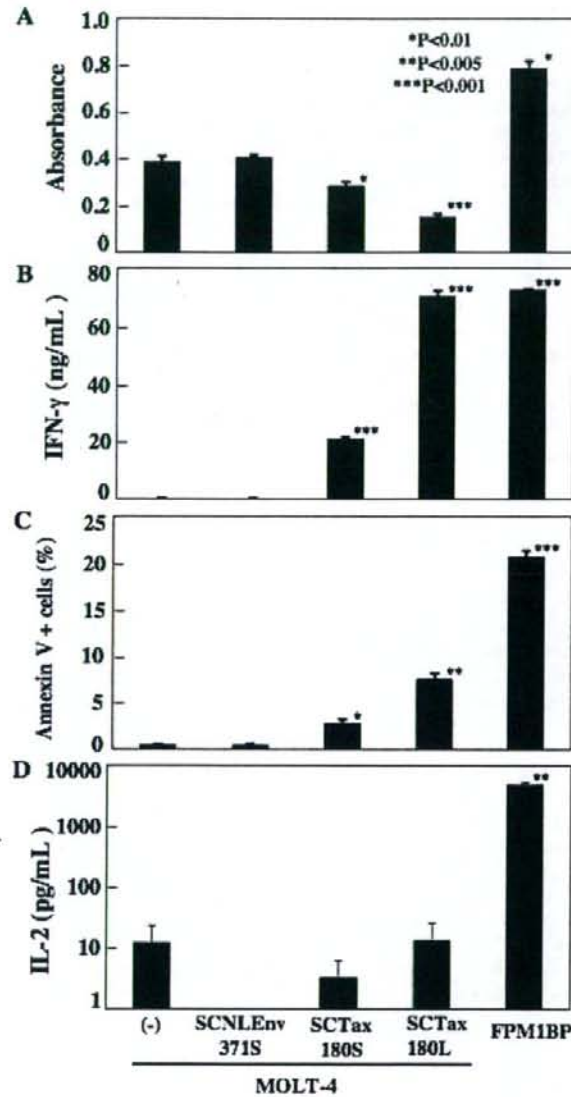 A
1.0
0.8
0.6
0.4
0.2
0
Absorbance
*P<0.01
**P<0.005
***P<0.001
*
***
*
B
80
60
40
20
0
IFN-γ (ng/mL)
***
***
***
C
25
20
15
10
5
0
Annexin V + cells (%)
*
**
***
D
10000
1000
100
10
1
IL-2 (pg/mL)
**
(-)
SCNLEnv
371S
SCTax
180S
SCTax
180L
FPM1BP
MOLT-4